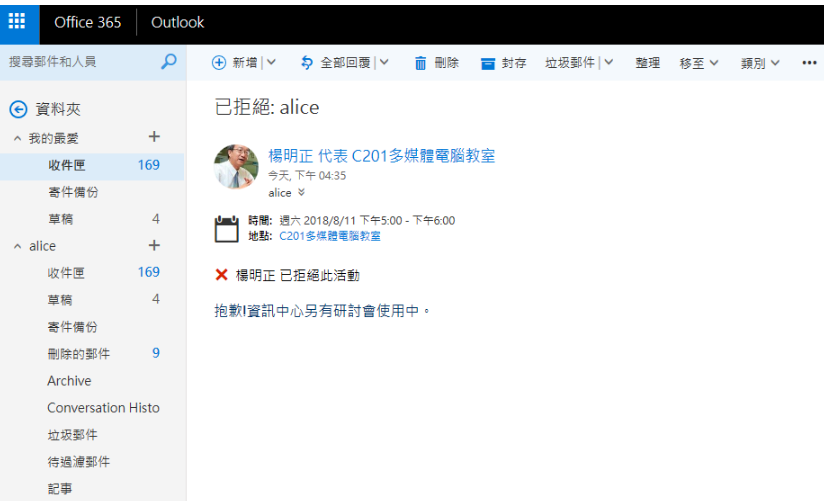 Office 365 Outlook
搜尋郵件和人員
新增 全部回覆 刪除 封存 垃圾郵件 整理 移至 類別 •••
資料夾
我的最愛
收件匣 169
寄件備份
草稿 4
alice
收件匣 169
草稿 4
寄件備份
刪除的郵件 9
Archive
Conversation Histo
垃圾郵件
待過濾郵件
記事
已拒絕: alice
楊明正 代表 C201多媒體電腦教室
今天, 下午 04:35
alice
時間: 週六 2018/8/11 下午5:00 - 下午6:00
地點: C201多媒體電腦教室
楊明正 已拒絕此活動
抱歉!資訊中心另有研討會使用中。